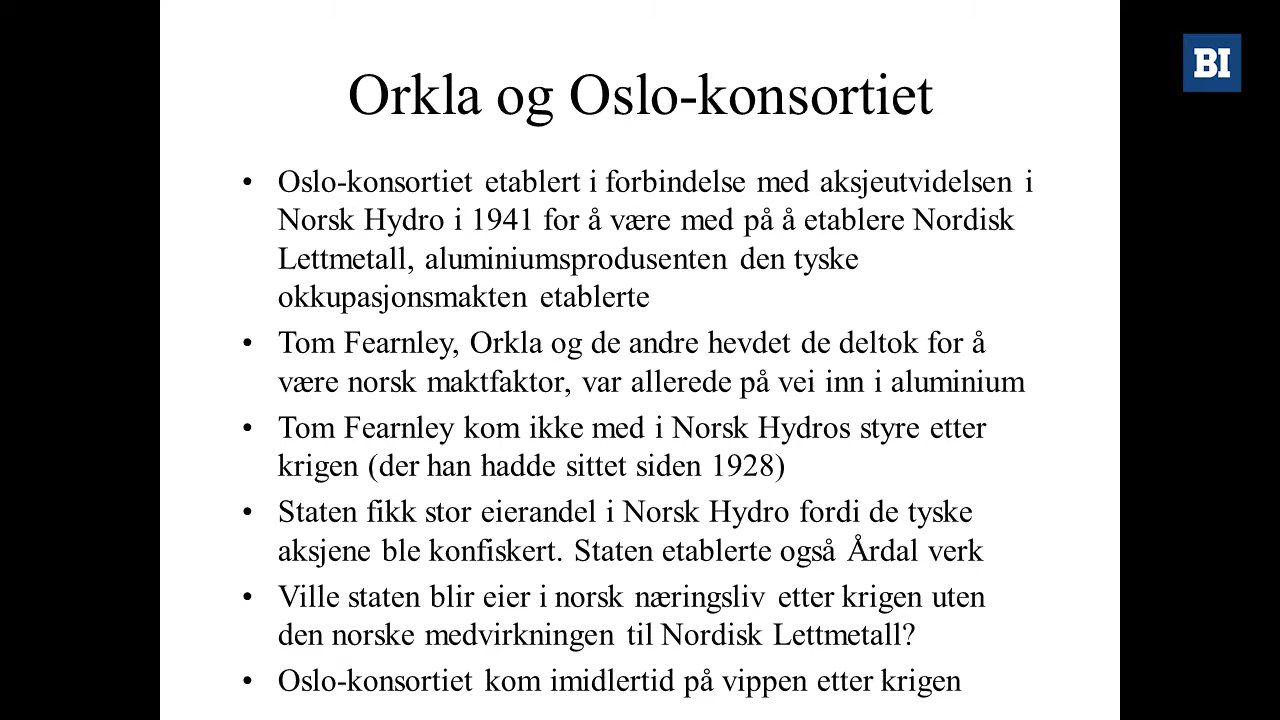 BI
Orkla og Oslo-konsortiet
• Oslo-konsortiet etablert i forbindelse med aksjeutvidelsen i
Norsk Hydro i 1941 for å være med på å etablere Nordisk
Lettmetall, aluminiumsprodusenten den tyske
okkupasjonsmakten etablerte
• Tom Fearnley, Orkla og de andre hevdet de deltok for å
være norsk maktfaktor, var allerede på vei inn i aluminium
• Tom Fearnley kom ikke med i Norsk Hydros styre etter
krigen (der han hadde sittet siden 1928)
• Staten fikk stor eierandel i Norsk Hydro fordi de tyske
aksjene ble konfiskert. Staten etablerte også Årdal verk
• Ville staten blir eier i norsk næringsliv etter krigen uten
den norske medvirkningen til Nordisk Lettmetall?
• Oslo-konsortiet kom imidlertid på vippen etter krigen